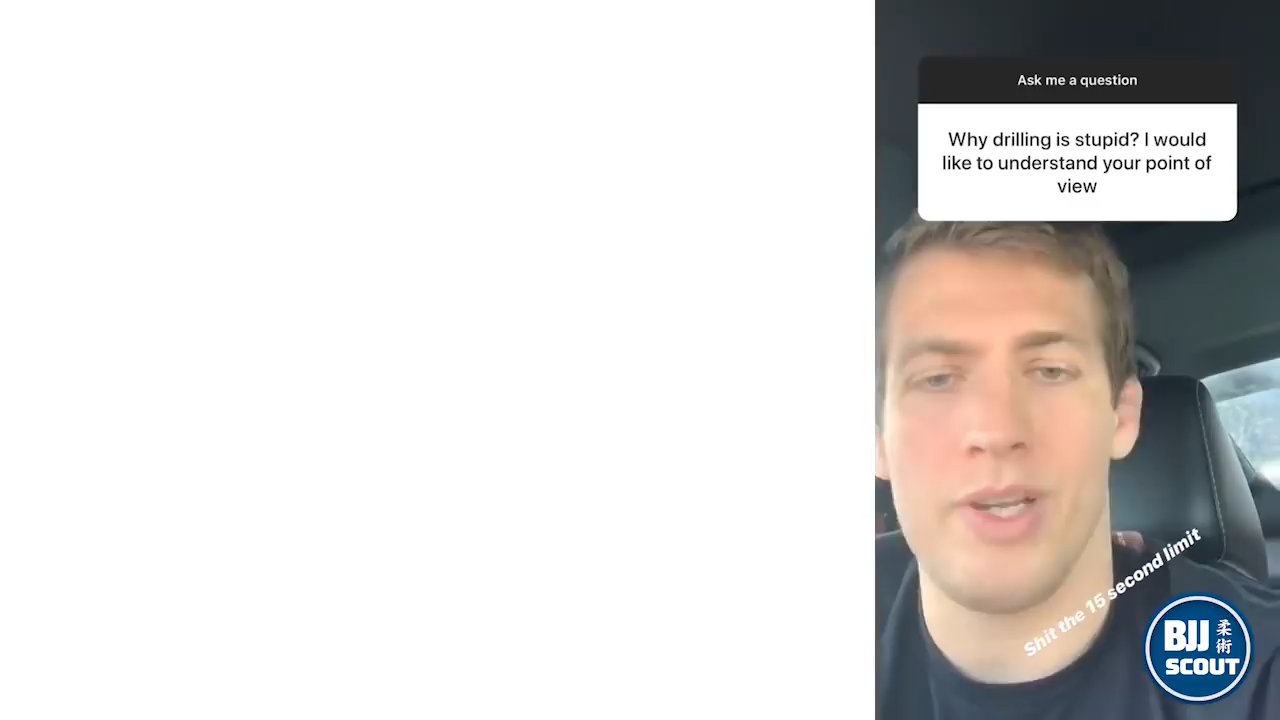 Ask me a question
Why drilling is stupid? I would
like to understand your point of
view
Shit the 15 second limit
BJJ
柔術
SCOUT